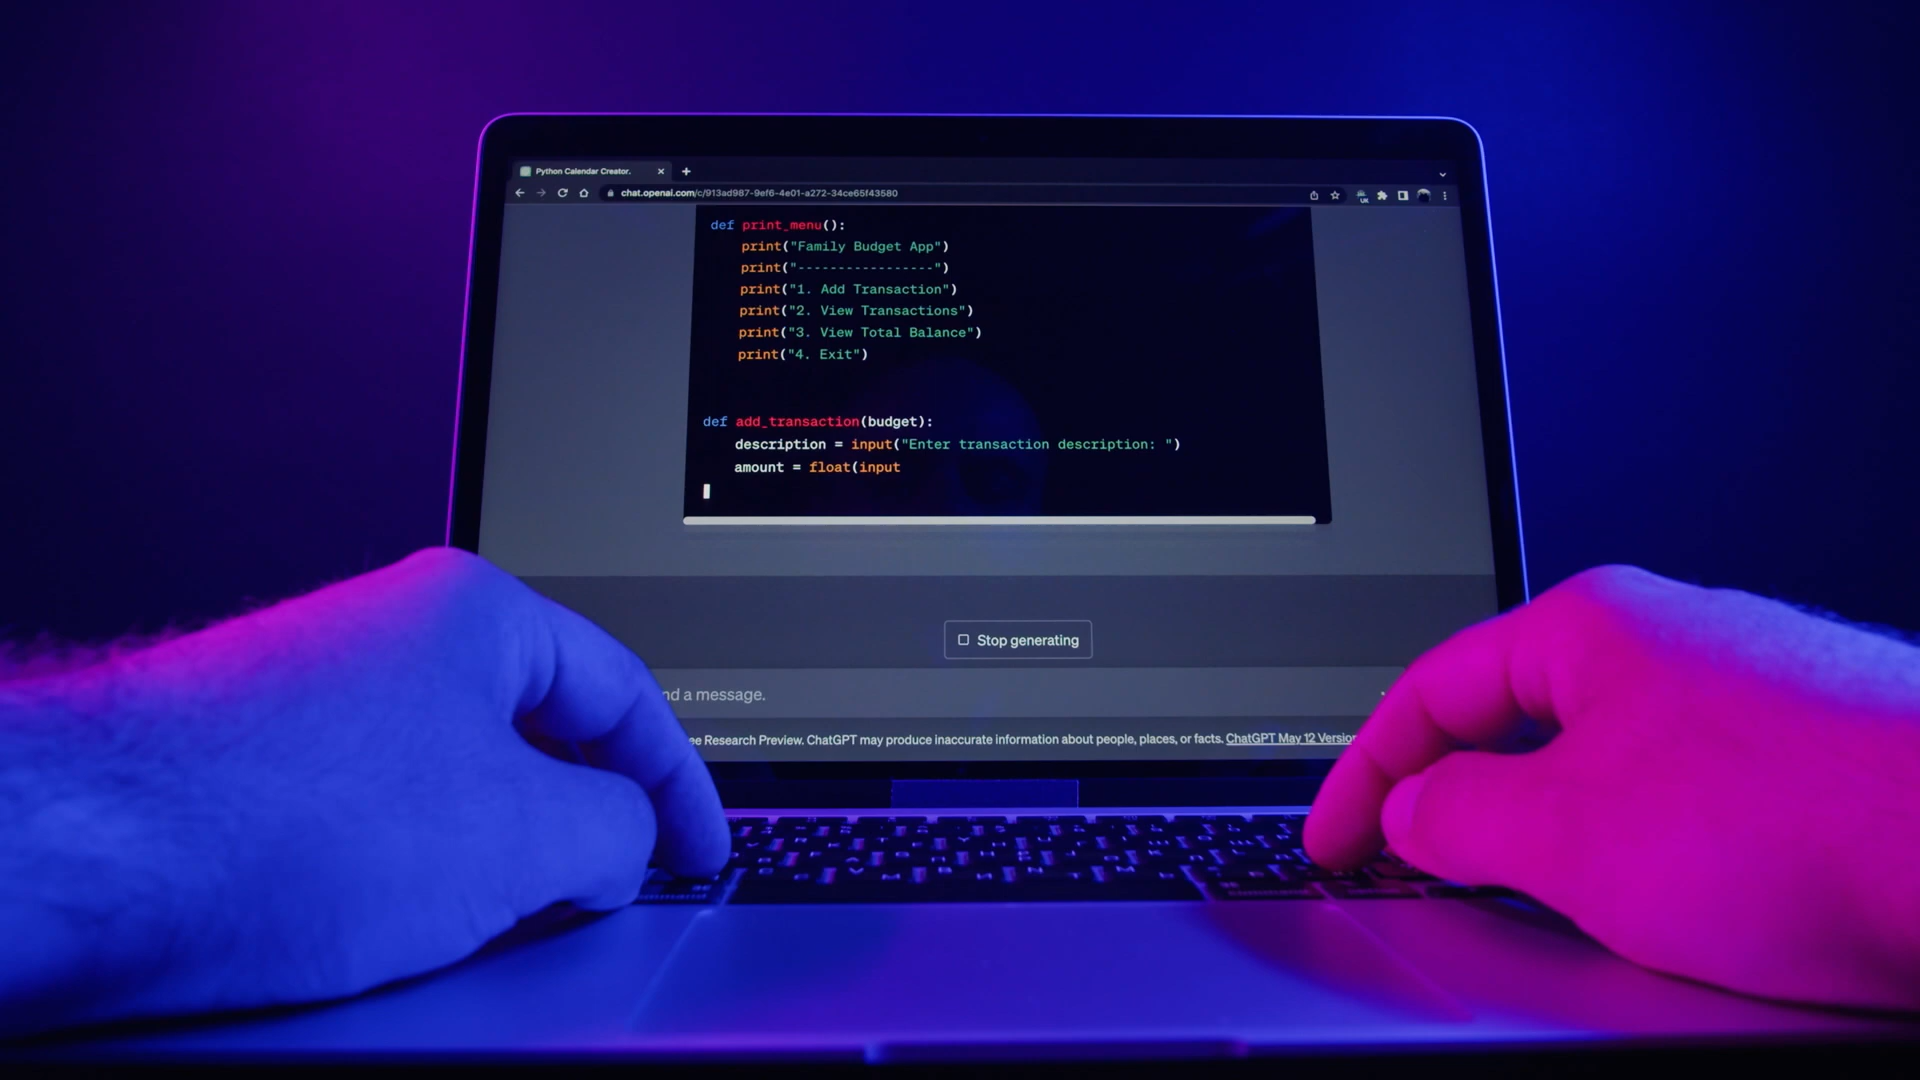 Python Calendar Creator.
chat.openai.com/c/913ad987-9ef6-4e01-a272-34ce65f43580
UK
def print_menu():
print("Family Budget App")
print("-----------------")
print("1. Add Transaction")
print("2. View Transactions")
print("3. View Total Balance")
print("4. Exit")
def add_transaction(budget):
description = input("Enter transaction description: ")
amount = float(input
Stop generating
a message.
Research Preview. ChatGPT may produce inaccurate information about people, places, or facts. ChatGPT May 12 Version